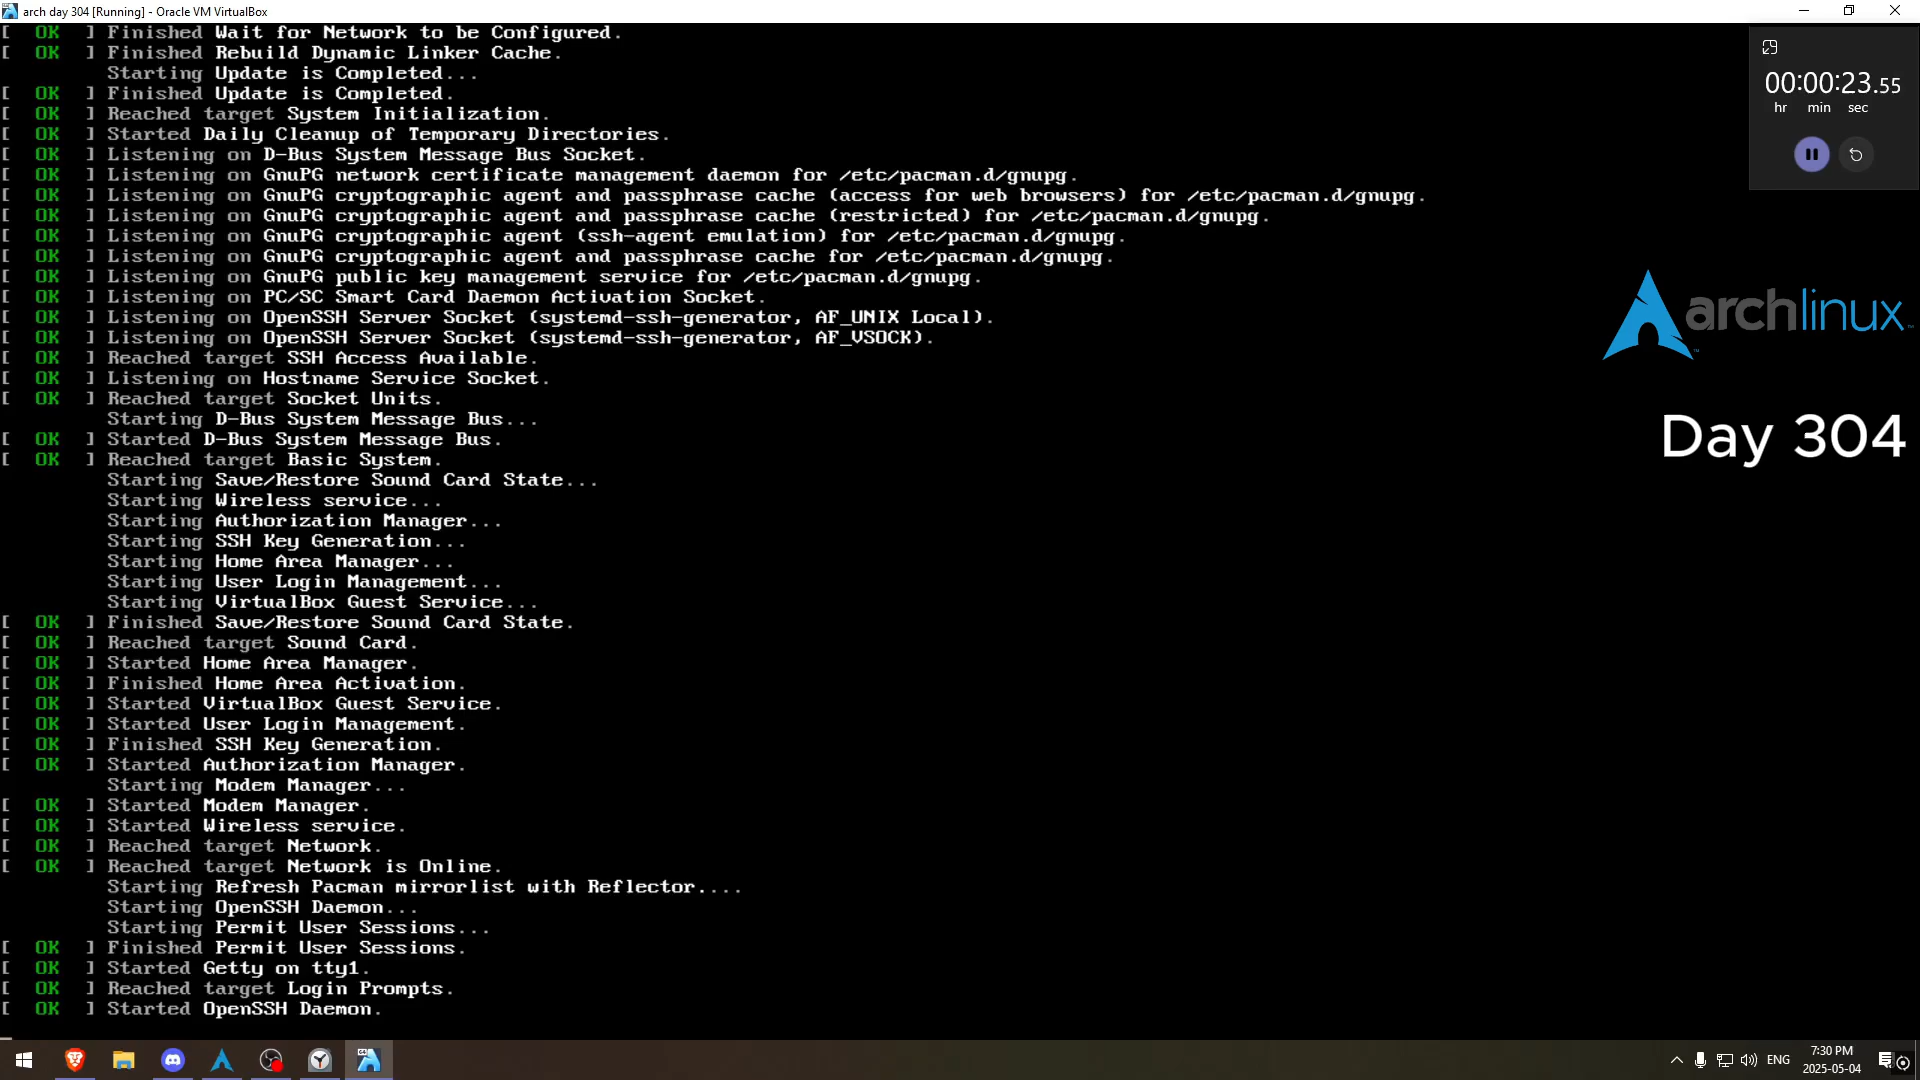 arch day 304 [Running] - Oracle VM VirtualBox
[  OK  ] Finished Wait for Network to be Configured.
[  OK  ] Finished Rebuild Dynamic Linker Cache.
Starting Update is Completed...
[  OK  ] Finished Update is Completed.
[  OK  ] Reached target System Initialization.
[  OK  ] Started Daily Cleanup of Temporary Directories.
[  OK  ] Listening on D-Bus System Message Bus Socket.
[  OK  ] Listening on GnuPG network certificate management daemon for /etc/pacman.d/gnupg.
[  OK  ] Listening on GnuPG cryptographic agent and passphrase cache (access for web browsers) for /etc/pacman.d/gnupg.
[  OK  ] Listening on GnuPG cryptographic agent and passphrase cache (restricted) for /etc/pacman.d/gnupg.
[  OK  ] Listening on GnuPG cryptographic agent (ssh-agent emulation) for /etc/pacman.d/gnupg.
[  OK  ] Listening on GnuPG cryptographic agent and passphrase cache for /etc/pacman.d/gnupg.
[  OK  ] Listening on GnuPG public key management service for /etc/pacman.d/gnupg.
[  OK  ] Listening on PC/SC Smart Card Daemon Activation Socket.
[  OK  ] Listening on OpenSSH Server Socket (systemd-ssh-generator, AF_UNIX Local).
[  OK  ] Listening on OpenSSH Server Socket (systemd-ssh-generator, AF_VSOCK).
[  OK  ] Reached target SSH Access Available.
[  OK  ] Listening on Hostname Service Socket.
[  OK  ] Reached target Socket Units.
Starting D-Bus System Message Bus...
[  OK  ] Started D-Bus System Message Bus.
[  OK  ] Reached target Basic System.
Starting Save/Restore Sound Card State...
Starting Wireless service...
Starting Authorization Manager...
Starting SSH Key Generation...
Starting Home Area Manager...
Starting User Login Management...
Starting VirtualBox Guest Service...
[  OK  ] Finished Save/Restore Sound Card State.
[  OK  ] Reached target Sound Card.
[  OK  ] Started Home Area Manager.
[  OK  ] Finished Home Area Activation.
[  OK  ] Started VirtualBox Guest Service.
[  OK  ] Started User Login Management.
[  OK  ] Finished SSH Key Generation.
[  OK  ] Started Authorization Manager.
Starting Modem Manager...
[  OK  ] Started Modem Manager.
[  OK  ] Started Wireless service.
[  OK  ] Reached target Network.
[  OK  ] Reached target Network is Online.
Starting Refresh Pacman mirrorlist with Reflector....
Starting OpenSSH Daemon...
Starting Permit User Sessions...
[  OK  ] Finished Permit User Sessions.
[  OK  ] Started Getty on tty1.
[  OK  ] Reached target Login Prompts.
[  OK  ] Started OpenSSH Daemon.
00:00:23.55
hr min sec
archlinux™
™
Day 304
64
ENG
7:30 PM
2025-05-04